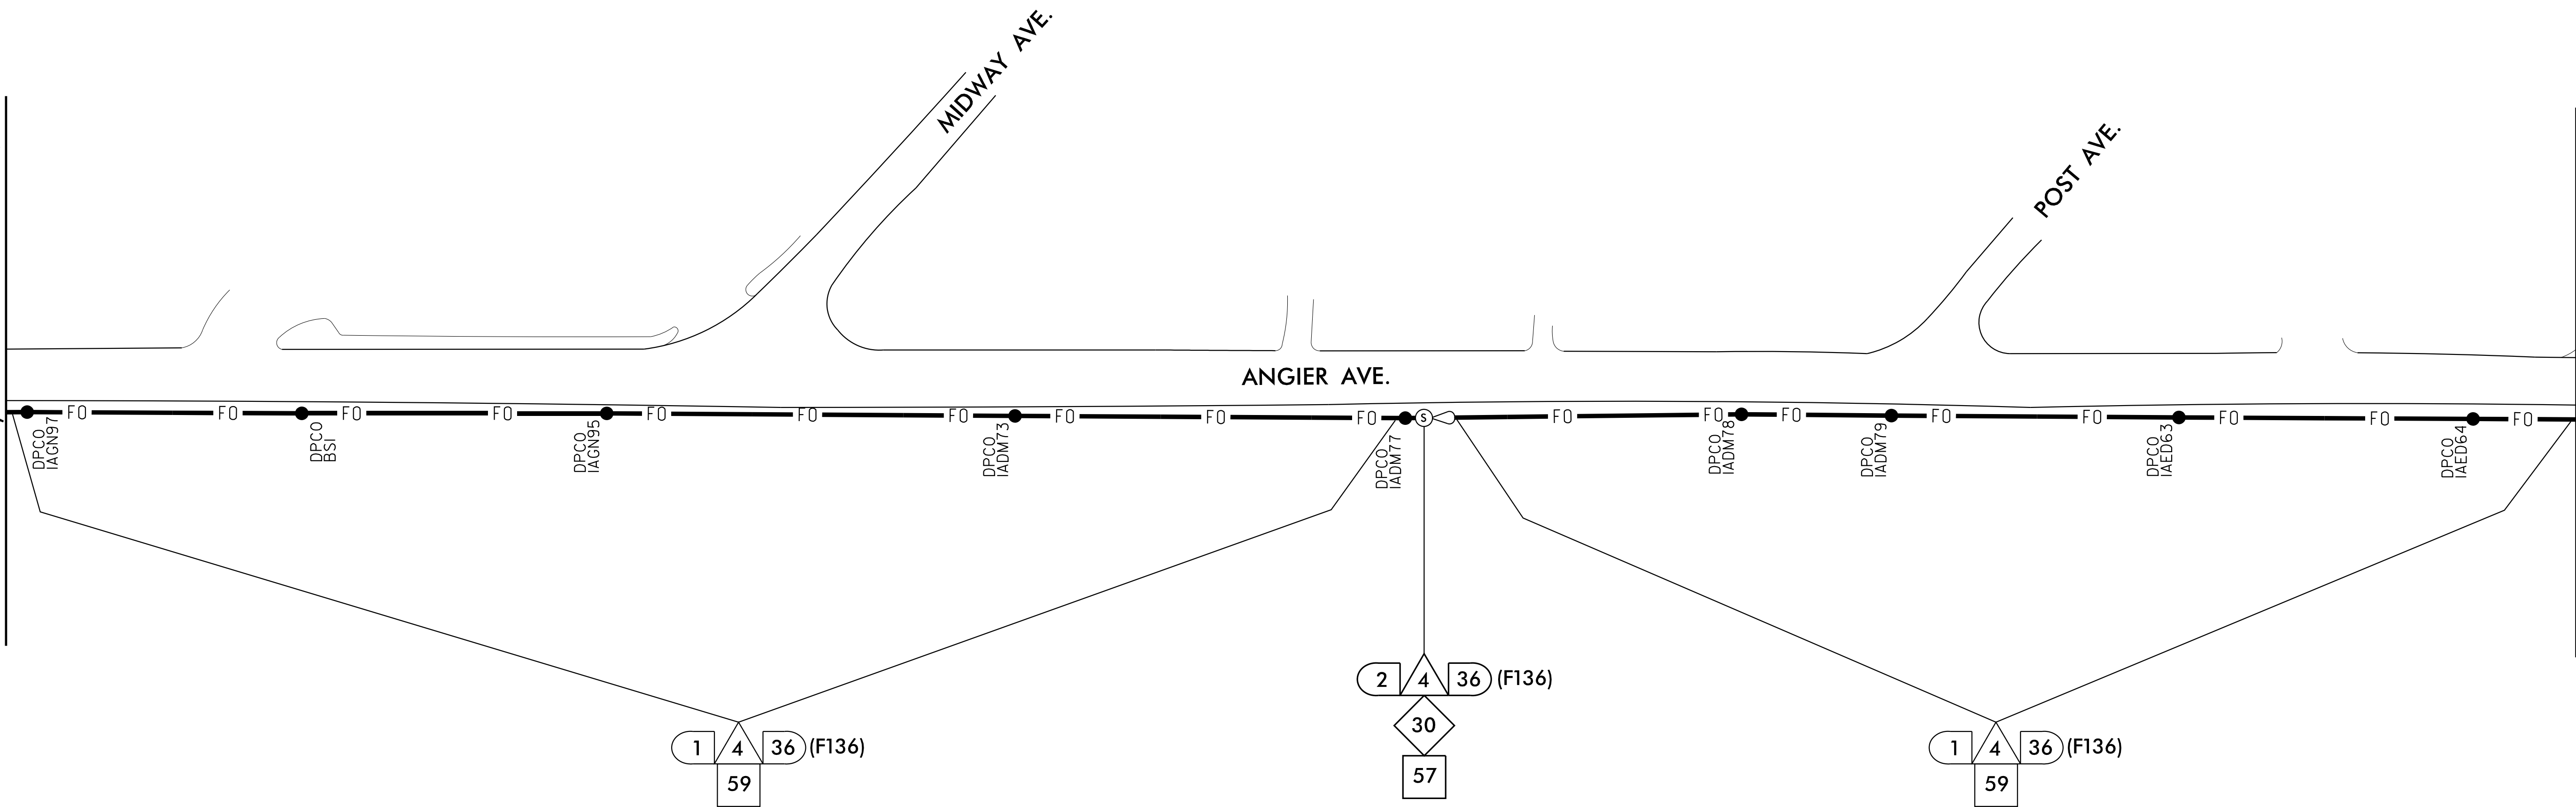 MIDWAY AVE.
POST AVE.
ANGIER AVE.
FO FO FO FO FO FO FO FO FO FO FO FO FO FO FO FO FO FO
DPCO
IAGN97
DPCO
BSI
DPCO
IAGN95
DPCO
IADM73
DPCO
IADM77
DPCO
IADM78
DPCO
IADM79
DPCO
IAED63
DPCO
IAED64
S
2 4 36 (F136)
30
57
1 4 36 (F136)
59
1 4 36 (F136)
59